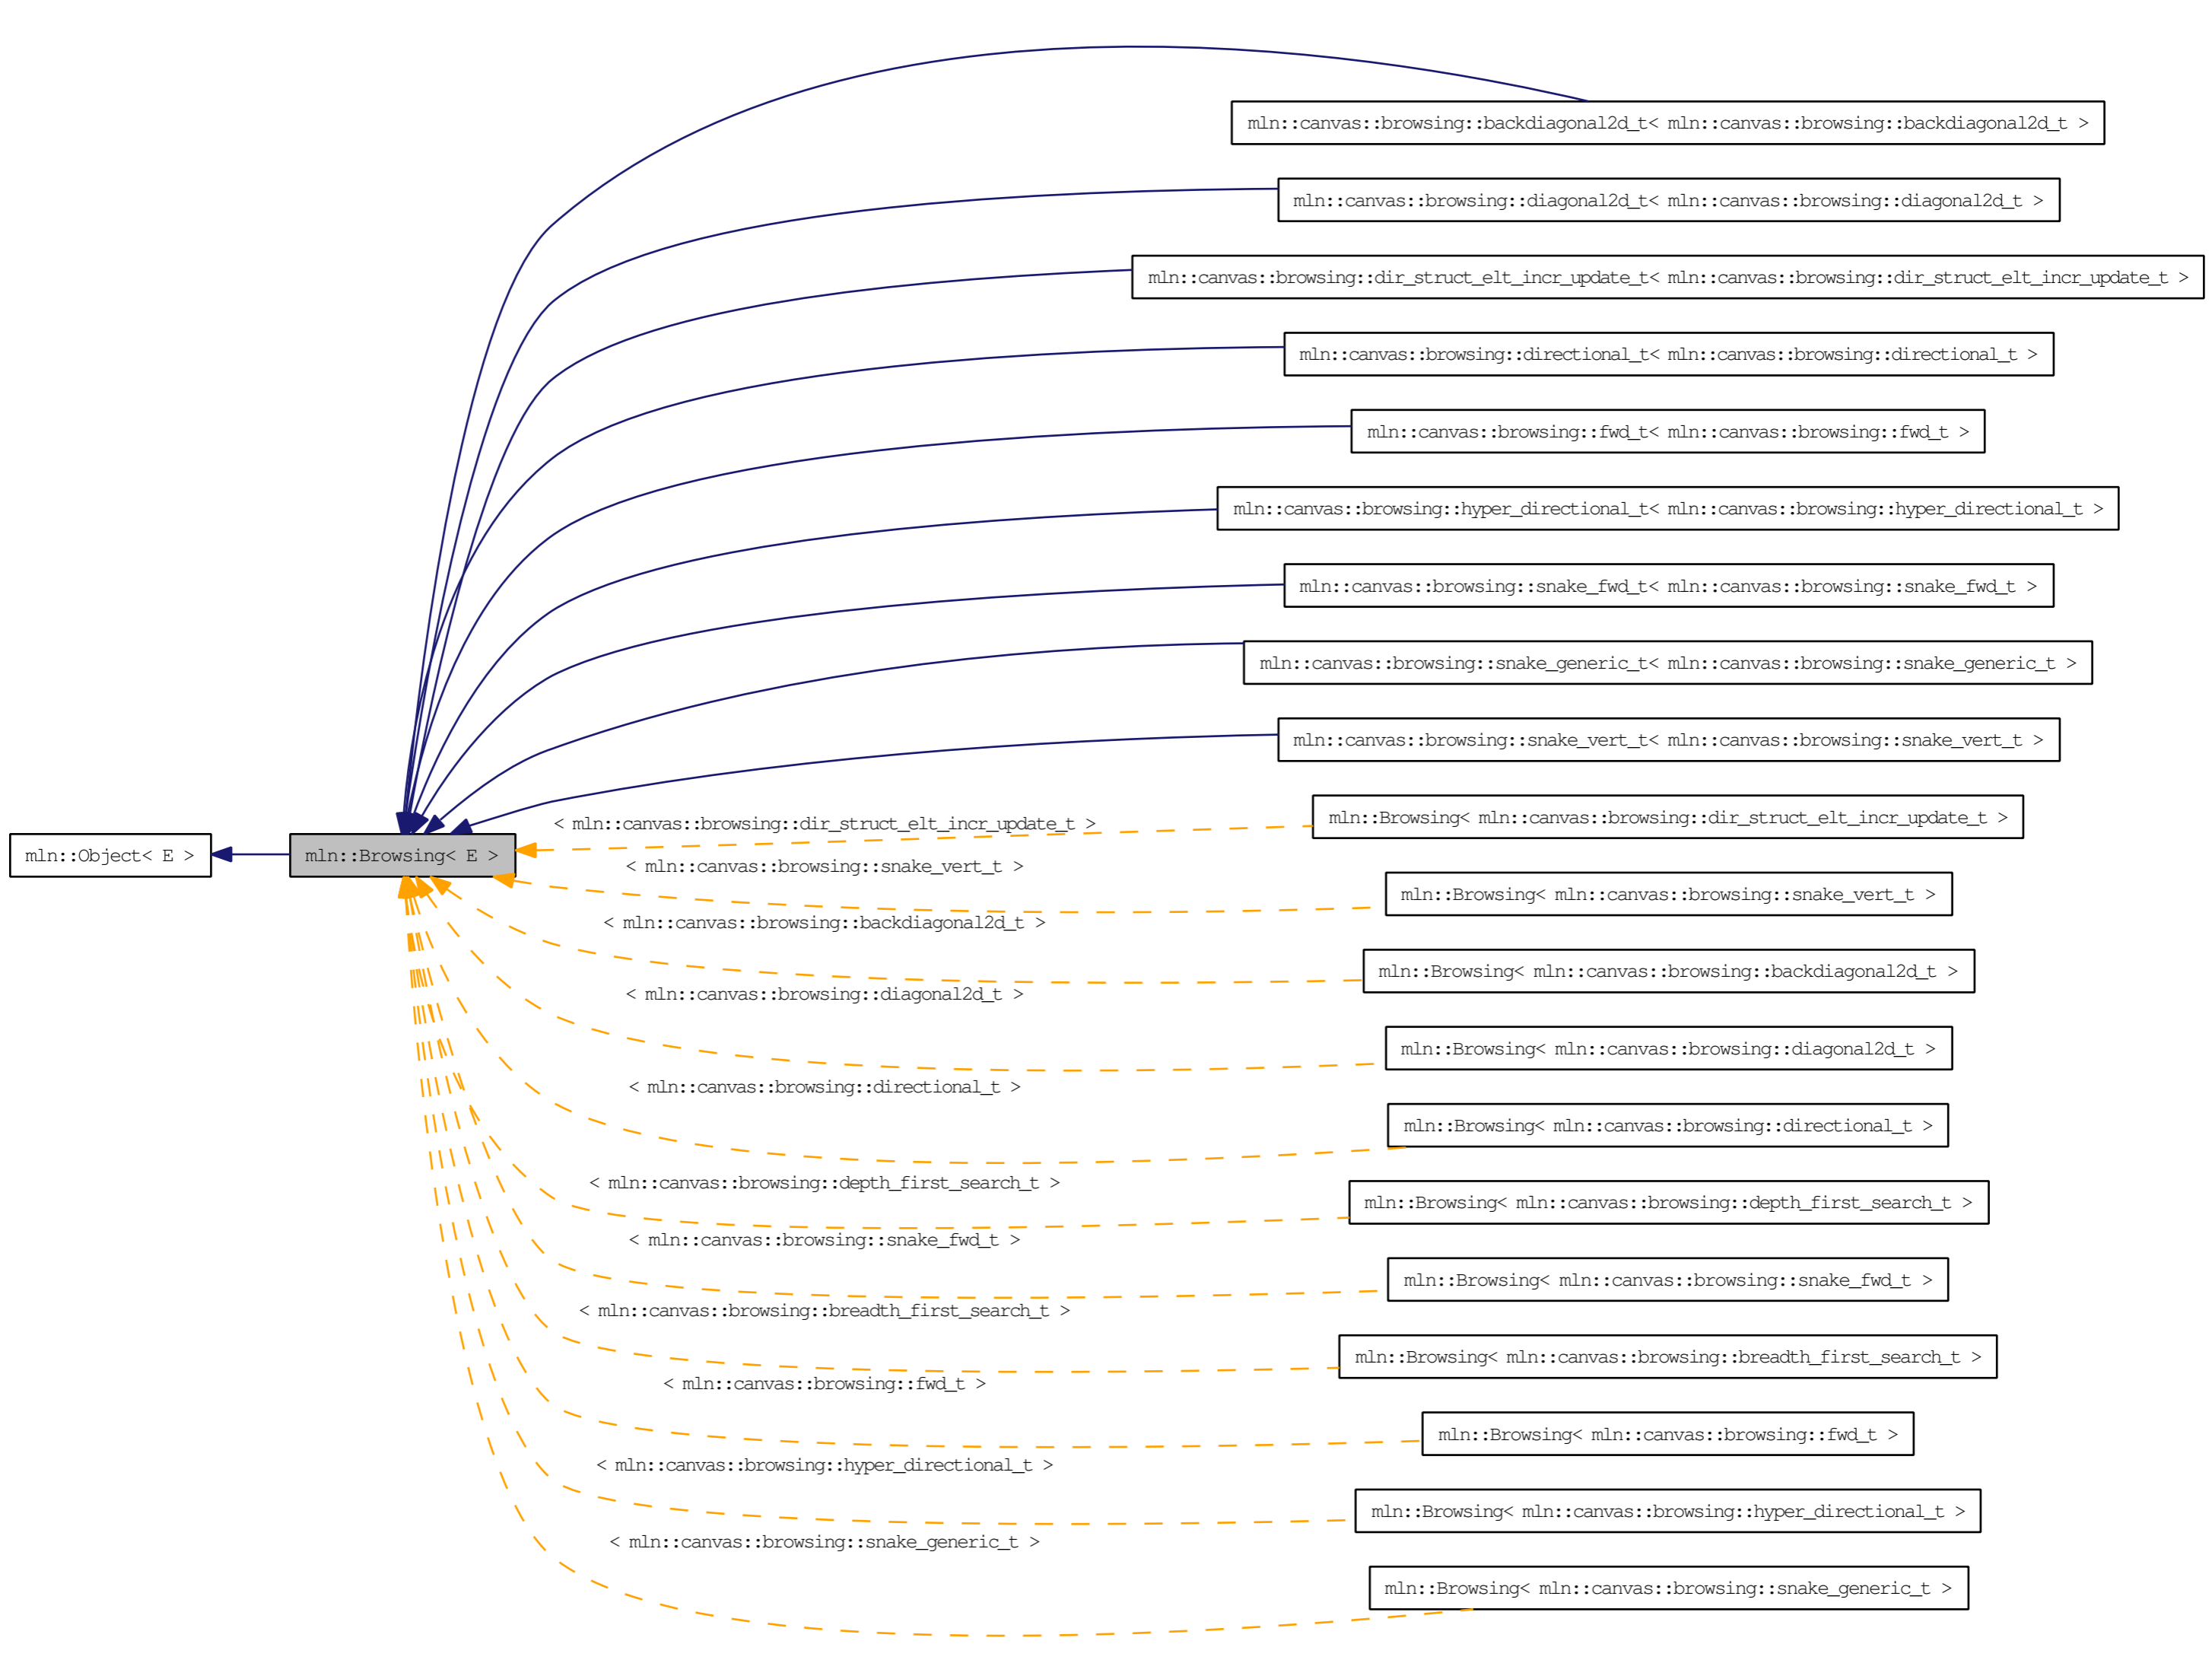 mln::canvas::browsing::backdiagonal2d_t< mln::canvas::browsing::backdiagonal2d_t >
mln::canvas::browsing::diagonal2d_t< mln::canvas::browsing::diagonal2d_t >
mln::canvas::browsing::dir_struct_elt_incr_update_t< mln::canvas::browsing::dir_struct_elt_incr_update_t >
mln::canvas::browsing::directional_t< mln::canvas::browsing::directional_t >
mln::canvas::browsing::fwd_t< mln::canvas::browsing::fwd_t >
mln::canvas::browsing::hyper_directional_t< mln::canvas::browsing::hyper_directional_t >
mln::canvas::browsing::snake_fwd_t< mln::canvas::browsing::snake_fwd_t >
mln::canvas::browsing::snake_generic_t< mln::canvas::browsing::snake_generic_t >
mln::canvas::browsing::snake_vert_t< mln::canvas::browsing::snake_vert_t >
mln::Object< E >
mln::Browsing< E >
< mln::canvas::browsing::dir_struct_elt_incr_update_t >
mln::Browsing< mln::canvas::browsing::dir_struct_elt_incr_update_t >
< mln::canvas::browsing::snake_vert_t >
mln::Browsing< mln::canvas::browsing::snake_vert_t >
< mln::canvas::browsing::backdiagonal2d_t >
mln::Browsing< mln::canvas::browsing::backdiagonal2d_t >
< mln::canvas::browsing::diagonal2d_t >
mln::Browsing< mln::canvas::browsing::diagonal2d_t >
< mln::canvas::browsing::directional_t >
mln::Browsing< mln::canvas::browsing::directional_t >
< mln::canvas::browsing::depth_first_search_t >
mln::Browsing< mln::canvas::browsing::depth_first_search_t >
< mln::canvas::browsing::snake_fwd_t >
mln::Browsing< mln::canvas::browsing::snake_fwd_t >
< mln::canvas::browsing::breadth_first_search_t >
mln::Browsing< mln::canvas::browsing::breadth_first_search_t >
< mln::canvas::browsing::fwd_t >
mln::Browsing< mln::canvas::browsing::fwd_t >
< mln::canvas::browsing::hyper_directional_t >
mln::Browsing< mln::canvas::browsing::hyper_directional_t >
< mln::canvas::browsing::snake_generic_t >
mln::Browsing< mln::canvas::browsing::snake_generic_t >